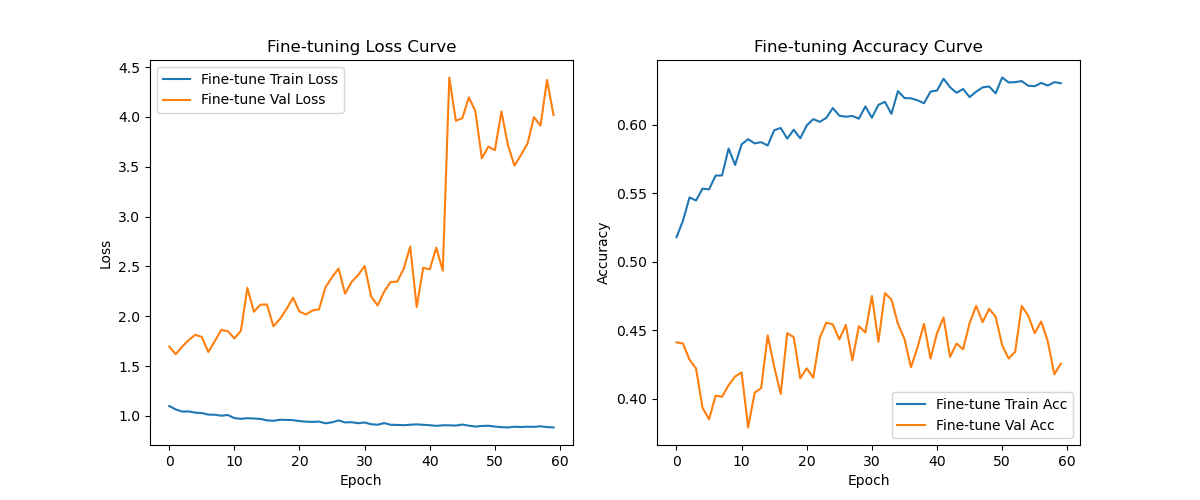 Fine-tuning Loss Curve
Fine-tune Train Loss
Fine-tune Val Loss
4.5
4.0
3.5
3.0
2.5
2.0
1.5
1.0
Loss
0 10 20 30 40 50 60
Epoch
Fine-tuning Accuracy Curve
0.60
0.55
0.50
0.45
0.40
Accuracy
Fine-tune Train Acc
Fine-tune Val Acc
0 10 20 30 40 50 60
Epoch